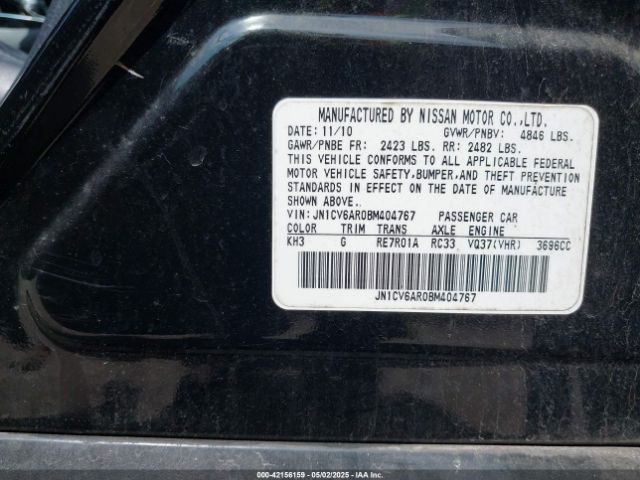 MANUFACTURED BY NISSAN MOTOR CO.,LTD.
DATE: 11/10 GVWR/PNBV: 4846 LBS.
GAWR/PNBE FR: 2423 LBS. RR: 2482 LBS.
THIS VEHICLE CONFORMS TO ALL APPLICABLE FEDERAL
MOTOR VEHICLE SAFETY,BUMPER,AND THEFT PREVENTION
STANDARDS IN EFFECT ON THE DATE OF MANUFACTURE
SHOWN ABOVE.
VIN: JN1CV6AR0BM404767 PASSENGER CAR
COLOR TRIM TRANS AXLE ENGINE
KH3 G RE7R01A RC33 VQ37(VHR) 3696CC
JN1CV6AR0BM404767
000-42156159 - 05/02/2025 - IAAI.COM